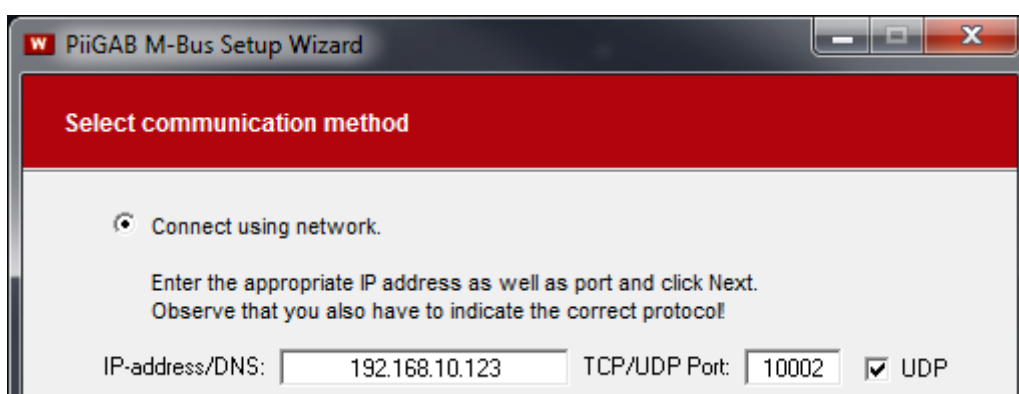 W PiiGAB M-Bus Setup Wizard
Select communication method
Connect using network.
Enter the appropriate IP address as well as port and click Next.
Observe that you also have to indicate the correct protocol!
IP-address/DNS: 192.168.10.123 TCP/UDP Port: 10002 UDP